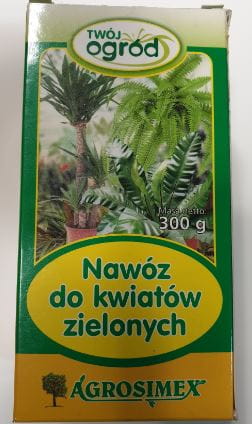 TWÓJ
ogród
Masa netto:
300 g
Nawóz
do kwiatów
zielonych
AGROSIMEX